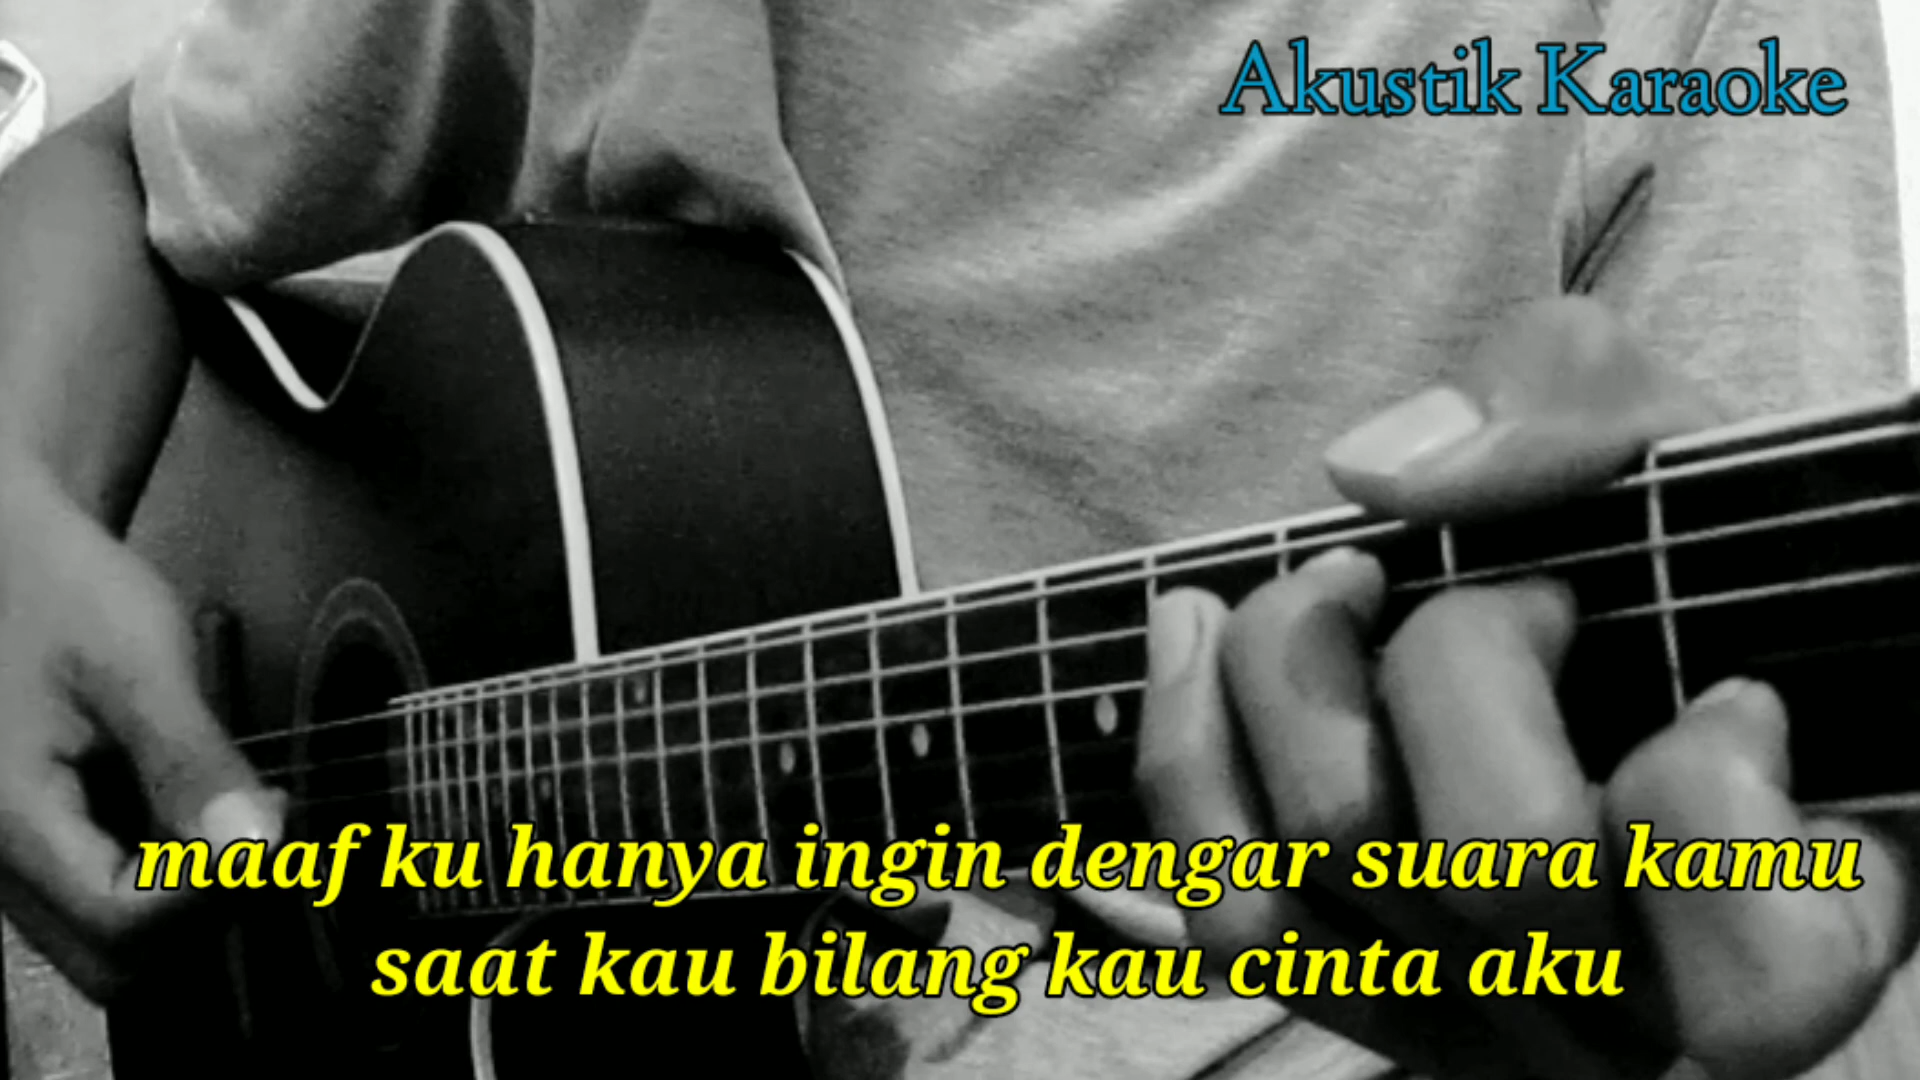 Akustik Karaoke
maaf ku hanya ingin dengar suara kamu
saat kau bilang kau cinta aku